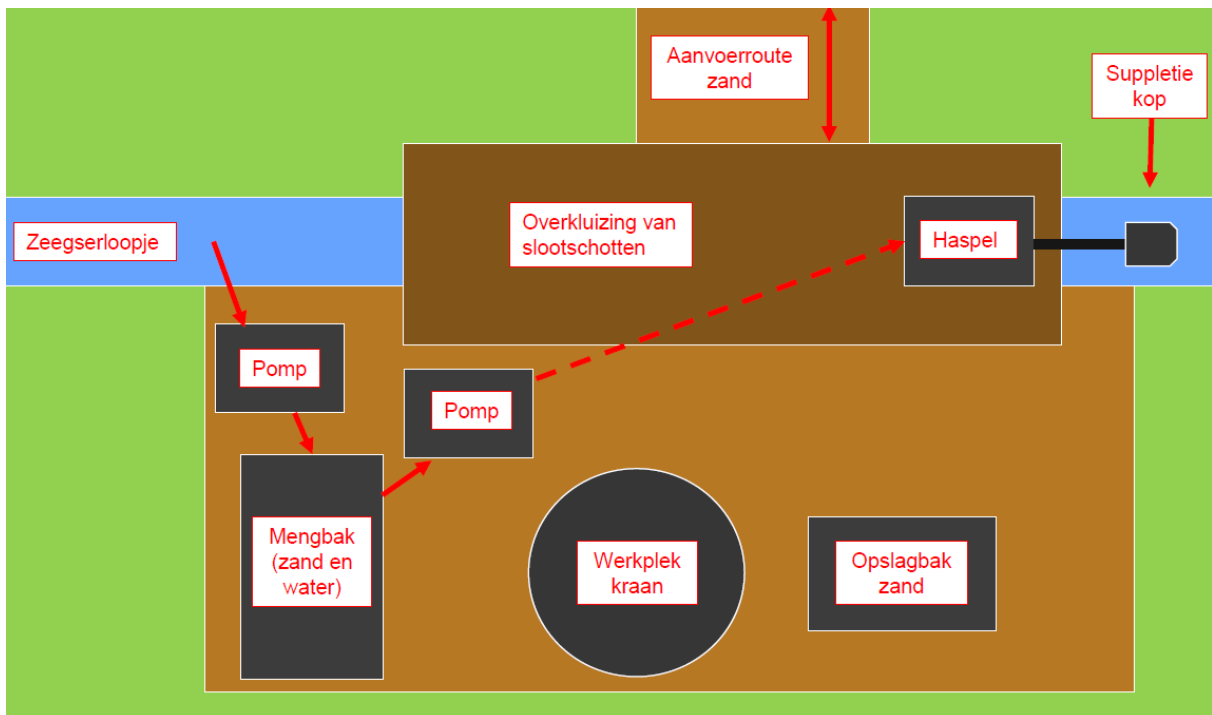 Aanvoerroute
zand
Suppletie
kop
Zeegserloopje
Overkluizing van
slootschotten
Haspel
Pomp
Pomp
Mengbak
(zand en
water)
Werkplek
kraan
Opslagbak
zand